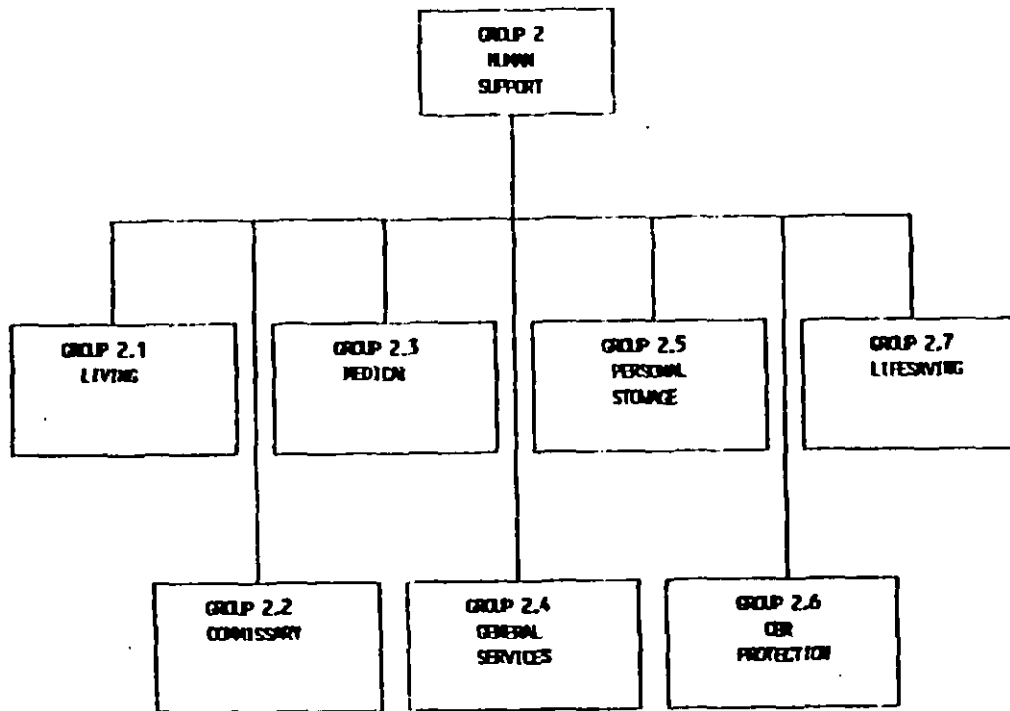 GROUP 2
HUMAN
SUPPORT
GROUP 2.1
LIVING
GROUP 2.3
MEDICAL
GROUP 2.5
PERSONAL
STOWAGE
GROUP 2.7
LIFESAVING
GROUP 2.2
COMMISSARY
GROUP 2.4
GENERAL
SERVICES
GROUP 2.6
CBR
PROTECTION